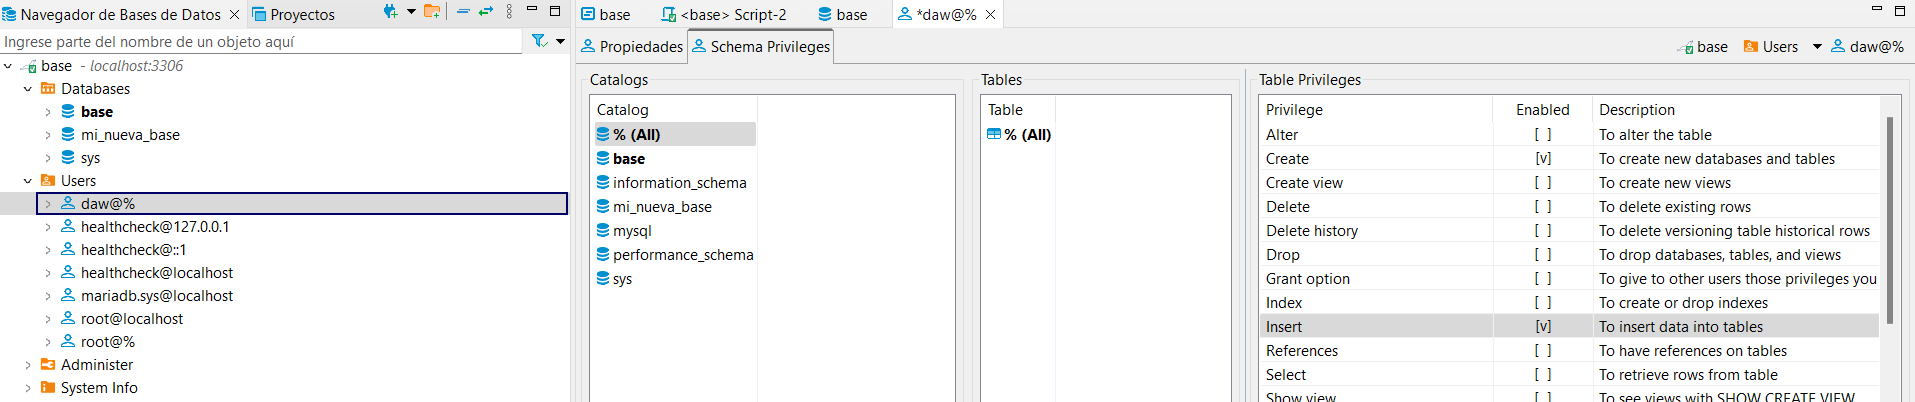 Navegador de Bases de Datos
Proyectos
Ingrese parte del nombre de un objeto aquí
base - localhost:3306
Databases
base
mi_nueva_base
sys
Users
daw@%
healthcheck@127.0.0.1
healthcheck@::1
healthcheck@localhost
mariadb.sys@localhost
root@localhost
root@%
Administer
System Info
base
<base> Script-2
base
*daw@%
Propiedades
Schema Privileges
base
Users
daw@%
Catalogs
Catalog
% (All)
base
information_schema
mi_nueva_base
mysql
performance_schema
sys
Tables
Table
% (All)
Table Privileges
Privilege Enabled Description
Alter [ ] To alter the table
Create [v] To create new databases and tables
Create view [ ] To create new views
Delete [ ] To delete existing rows
Delete history [ ] To delete versioning table historical rows
Drop [ ] To drop databases, tables, and views
Grant option [ ] To give to other users those privileges you
Index [ ] To create or drop indexes
Insert [v] To insert data into tables
References [ ] To have references on tables
Select [ ] To retrieve rows from table
Show view [ ] To see views with SHOW CREATE VIEW